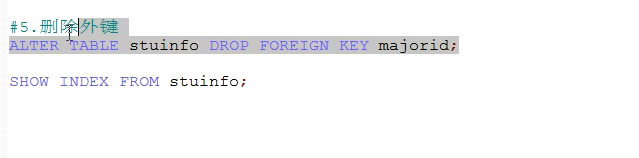 #5.删除外键
ALTER TABLE stuinfo DROP FOREIGN KEY majorid;
SHOW INDEX FROM stuinfo;